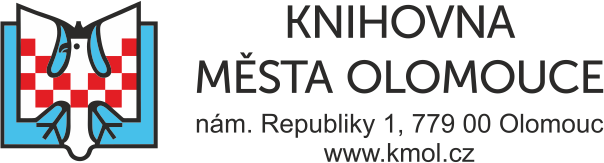 KNIHOVNA
MĚSTA OLOMOUCE
nám. Republiky 1, 779 00 Olomouc
www.kmol.cz